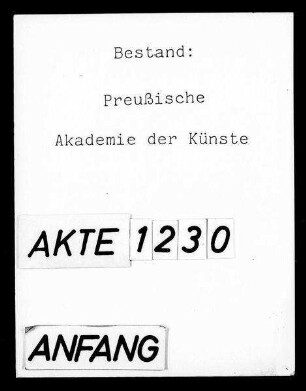 Bestand:
Preußische
Akademie der Künste
AKTE 1230
ANFANG